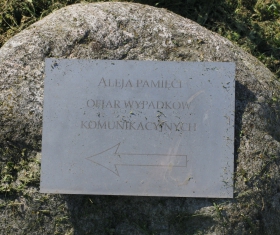 ALEJA PAMIĘCI
OFIAR WYPADKÓW
KOMUNIKACYJNYCH